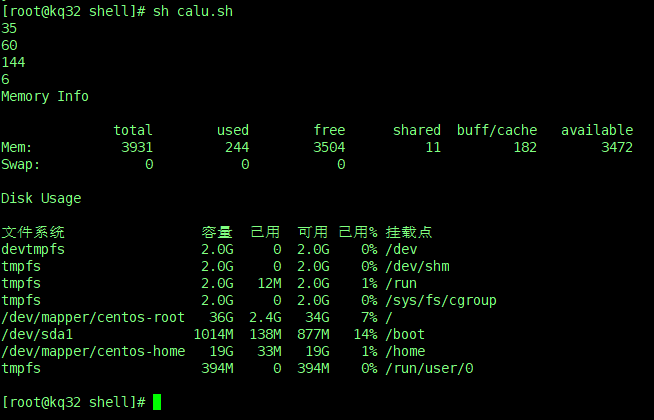 [root@kq32 shell]# sh calu.sh
35
60
144
6
Memory Info
total used free shared buff/cache available
Mem: 3931 244 3504 11 182 3472
Swap: 0 0 0
Disk Usage
文件系统 容量 已用 可用 已用% 挂载点
devtmpfs 2.0G 0 2.0G 0% /dev
tmpfs 2.0G 0 2.0G 0% /dev/shm
tmpfs 2.0G 12M 2.0G 1% /run
tmpfs 2.0G 0 2.0G 0% /sys/fs/cgroup
/dev/mapper/centos-root 36G 2.4G 34G 7% /
/dev/sda1 1014M 138M 877M 14% /boot
/dev/mapper/centos-home 19G 33M 19G 1% /home
tmpfs 394M 0 394M 0% /run/user/0
[root@kq32 shell]#